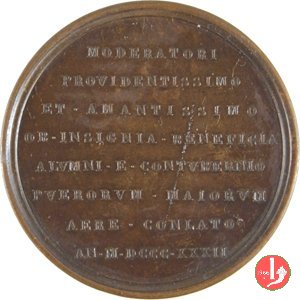 MODERATORI
PROVIDENTISSIMO
ET - AMANTISSIMO
OB - INSIGNIA - BENEFICIA
ALVMNI - E - CONTVBERNIO
PVERORVM MAIORVM
AERE - CONLATO
AN - M - DCCC - XXXII